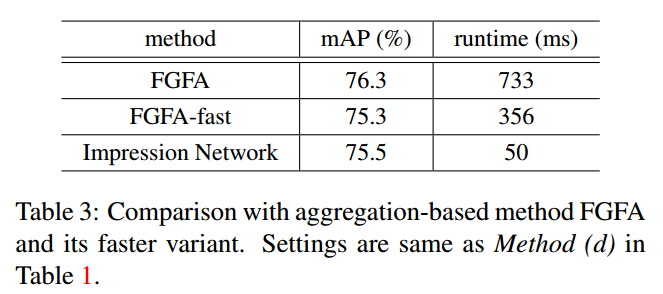 method mAP (%) runtime (ms)
FGFA 76.3 733
FGFA-fast 75.3 356
Impression Network 75.5 50
Table 3: Comparison with aggregation-based method FGFA
and its faster variant. Settings are same as Method (d) in
Table 1.